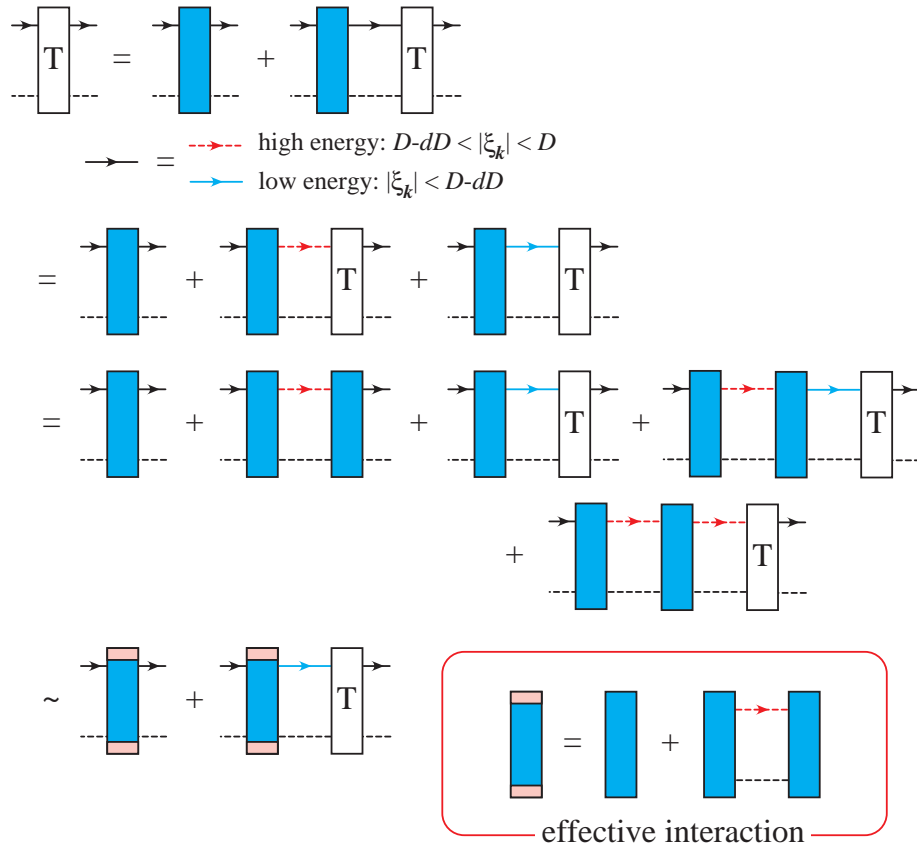 T = + T
= high energy: D-dD < |ξk| < D
low energy: |ξk| < D-dD
= + T + T
= + + T + T
+ T
~ + T
= +
effective interaction